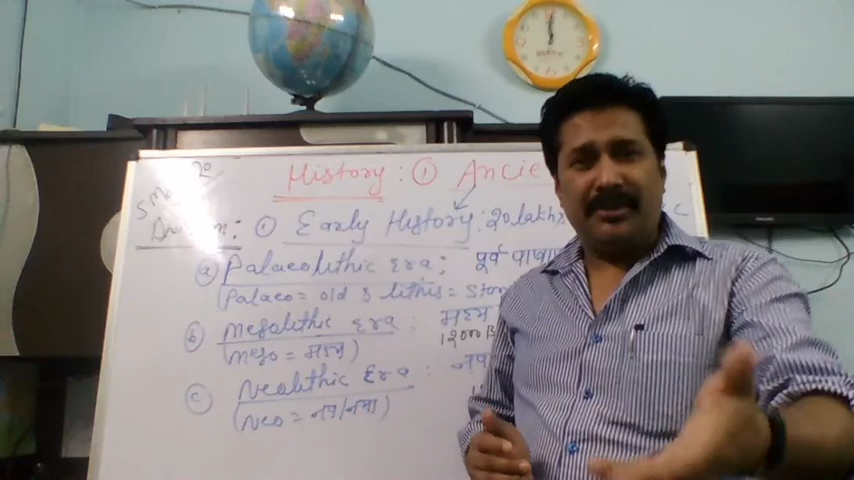 History : ① Ancie
Division : ① Early History : 20 lakh
ⓐ Palaeolithic Era : पूर्व पाषा
(Palaeo = old & lithis = Ston
ⓑ Mesolithic Era : मध्य
(meso = मध्य) 12000 B
ⓒ Neolithic Era : नव
(Neo = नव/नया)